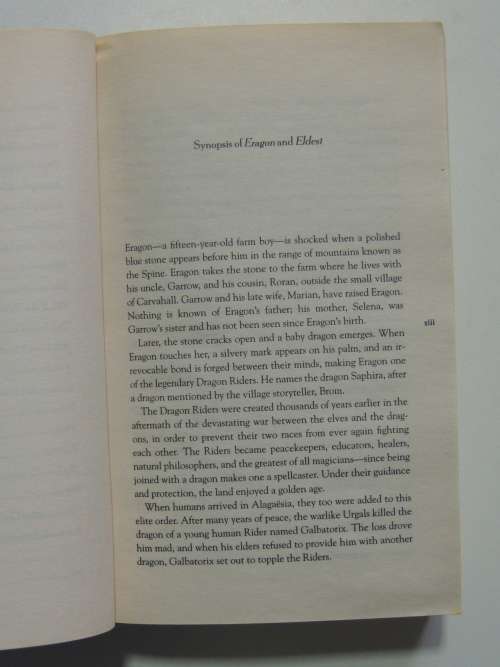 Synopsis of Eragon and Eldest
Eragon—a fifteen-year-old farm boy—is shocked when a polished
blue stone appears before him in the range of mountains known as
the Spine. Eragon takes the stone to the farm where he lives with
his uncle, Garrow, and his cousin, Roran, outside the small village
of Carvahall. Garrow and his late wife, Marian, have raised Eragon.
Nothing is known of Eragon's father; his mother, Selena, was
Garrow's sister and has not been seen since Eragon's birth.
xiii
Later, the stone cracks open and a baby dragon emerges. When
Eragon touches her, a silvery mark appears on his palm, and an ir-
revocable bond is forged between their minds, making Eragon one
of the legendary Dragon Riders. He names the dragon Saphira, after
a dragon mentioned by the village storyteller, Brom.
The Dragon Riders were created thousands of years earlier in the
aftermath of the devastating war between the elves and the drag-
ons, in order to prevent their two races from ever again fighting
each other. The Riders became peacekeepers, educators, healers,
natural philosophers, and the greatest of all magicians—since being
joined with a dragon makes one a spellcaster. Under their guidance
and protection, the land enjoyed a golden age.
When humans arrived in Alagaësia, they too were added to this
elite order. After many years of peace, the warlike Urgals killed the
dragon of a young human Rider named Galbatorix. The loss drove
him mad, and when his elders refused to provide him with another
dragon, Galbatorix set out to topple the Riders.